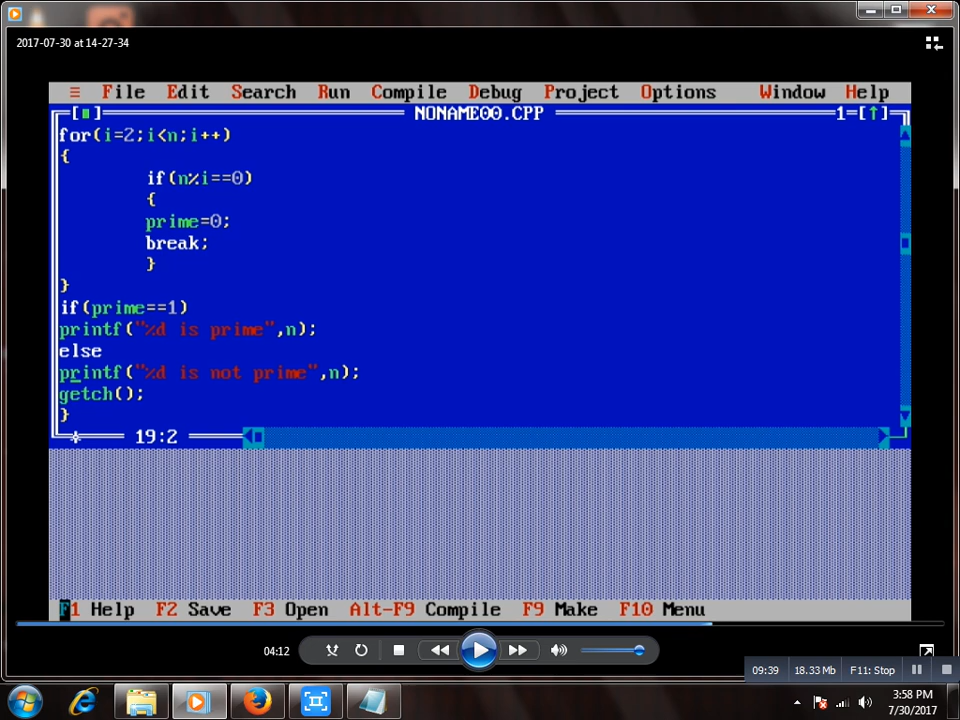 2017-07-30 at 14-27-34
≡ File Edit Search Run Compile Debug Project Options Window Help
[■] NONAME00.CPP 1=[↑]
for(i=2;i<n;i++)
{
if(n%i==0)
{
prime=0;
break;
}
}
if(prime==1)
printf("%d is prime",n);
else
printf("%d is not prime",n);
getch();
}
19:2
F1 Help F2 Save F3 Open Alt-F9 Compile F9 Make F10 Menu
04:12
09:39 18.33 Mb F11: Stop
3:58 PM
7/30/2017